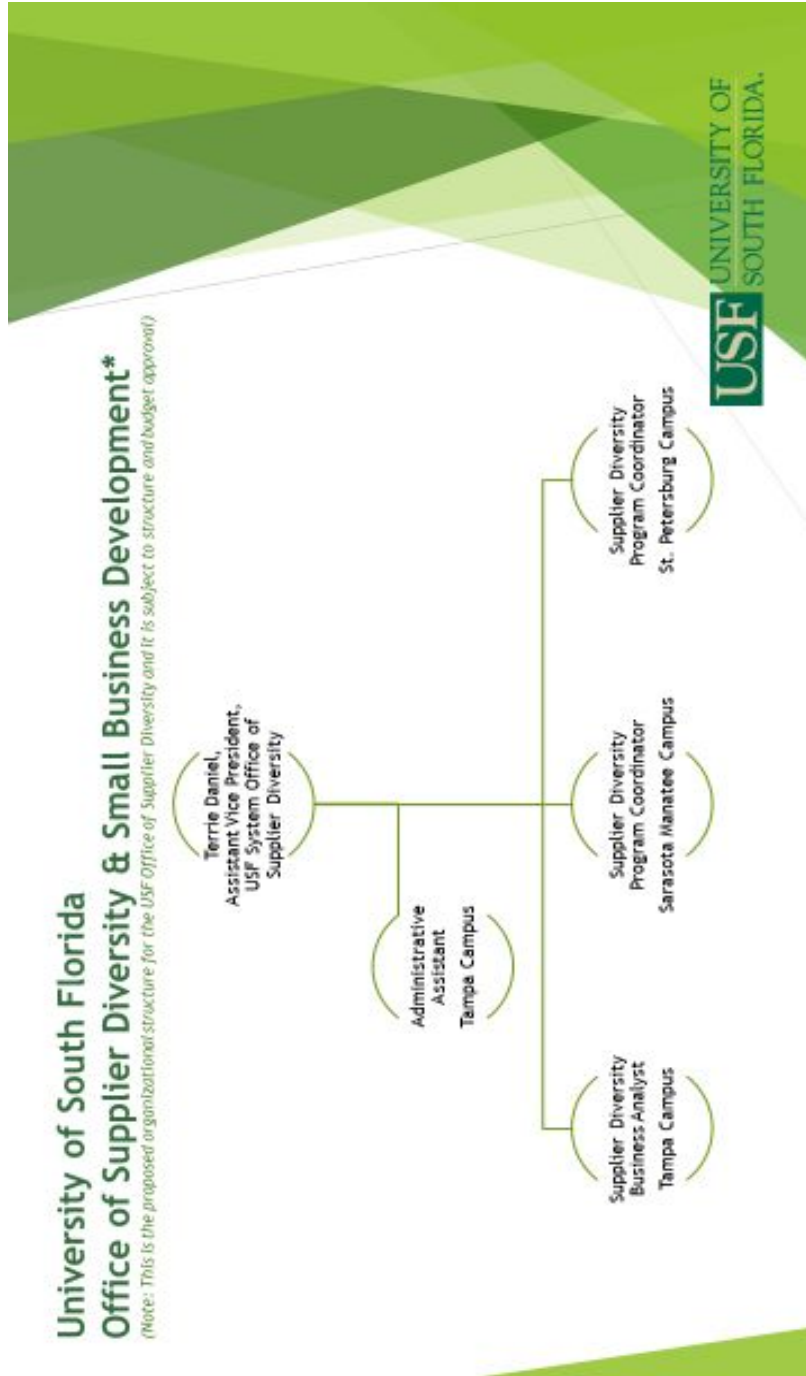 University of South Florida
Office of Supplier Diversity & Small Business Development*
(Note: This is the proposed organizational structure for the USF Office of Supplier Diversity and it is subject to structure and budget approval)
Terrie Daniel,
Assistant Vice President,
USF System Office of
Supplier Diversity
Administrative
Assistant
Tampa Campus
Supplier Diversity
Business Analyst
Tampa Campus
Supplier Diversity
Program Coordinator
Sarasota Manatee Campus
Supplier Diversity
Program Coordinator
St. Petersburg Campus
USF
UNIVERSITY OF
SOUTH FLORIDA.